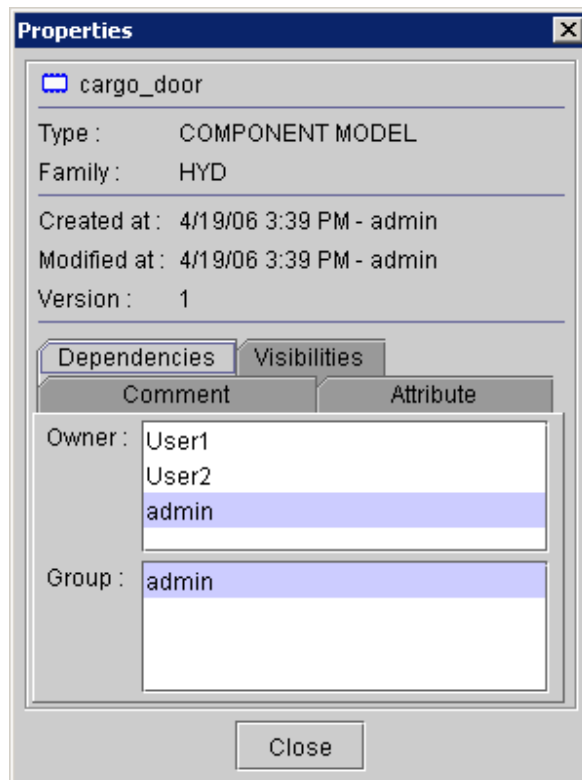 Properties
cargo_door
Type : COMPONENT MODEL
Family : HYD
Created at : 4/19/06 3:39 PM - admin
Modified at : 4/19/06 3:39 PM - admin
Version : 1
Dependencies Visibilities
Comment Attribute
Owner : User1
User2
admin
Group : admin
Close